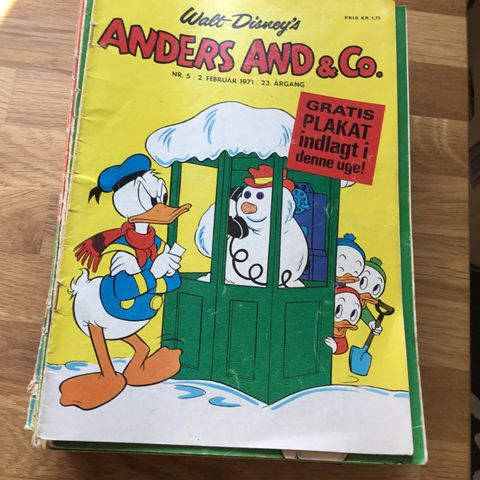 Walt Disney's
PRIS KR. 1,75
ANDERS AND & Co.
NR. 5 . 2. FEBRUAR 1971 . 23. ÅRGANG
GRATIS
PLAKAT
indlagt i
denne uge!